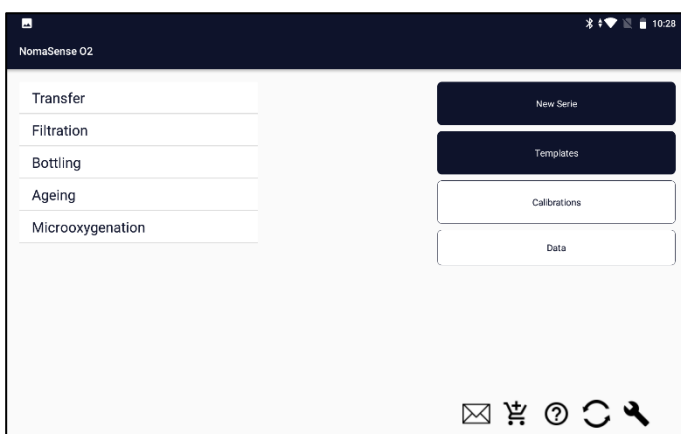 10:28
NomaSense O2
Transfer
Filtration
Bottling
Ageing
Microoxygenation
New Serie
Templates
Calibrations
Data